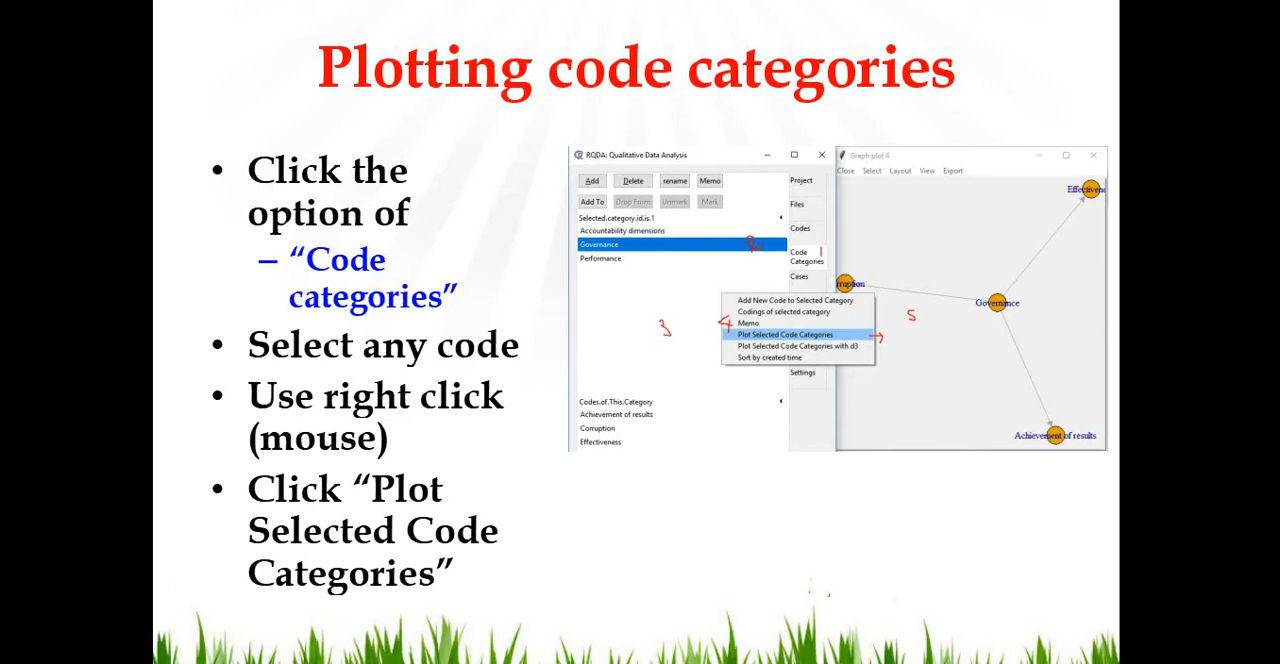 Plotting code categories
• Click the
option of
– “Code
categories”
• Select any code
• Use right click
(mouse)
• Click “Plot
Selected Code
Categories”
RQDA: Qualitative Data Analysis
Add Delete rename Memo
Add To Drop From Unmark Mark
Selected.category.id.is.1
Accountability dimensions
Governance 2
Performance
3
Codes.of.This.Category
Achievement of results
Corruption
Effectiveness
Project
Files
Codes
Code 1
Categories
Cases
Settings
4
Add New Code to Selected Category
Codings of selected category
Memo
Plot Selected Code Categories
Plot Selected Code Categories with d3
Sort by created time
Graph plot 4
Close Select Layout View Export
Effectivene
ruption
Governance
5
Achievement of results